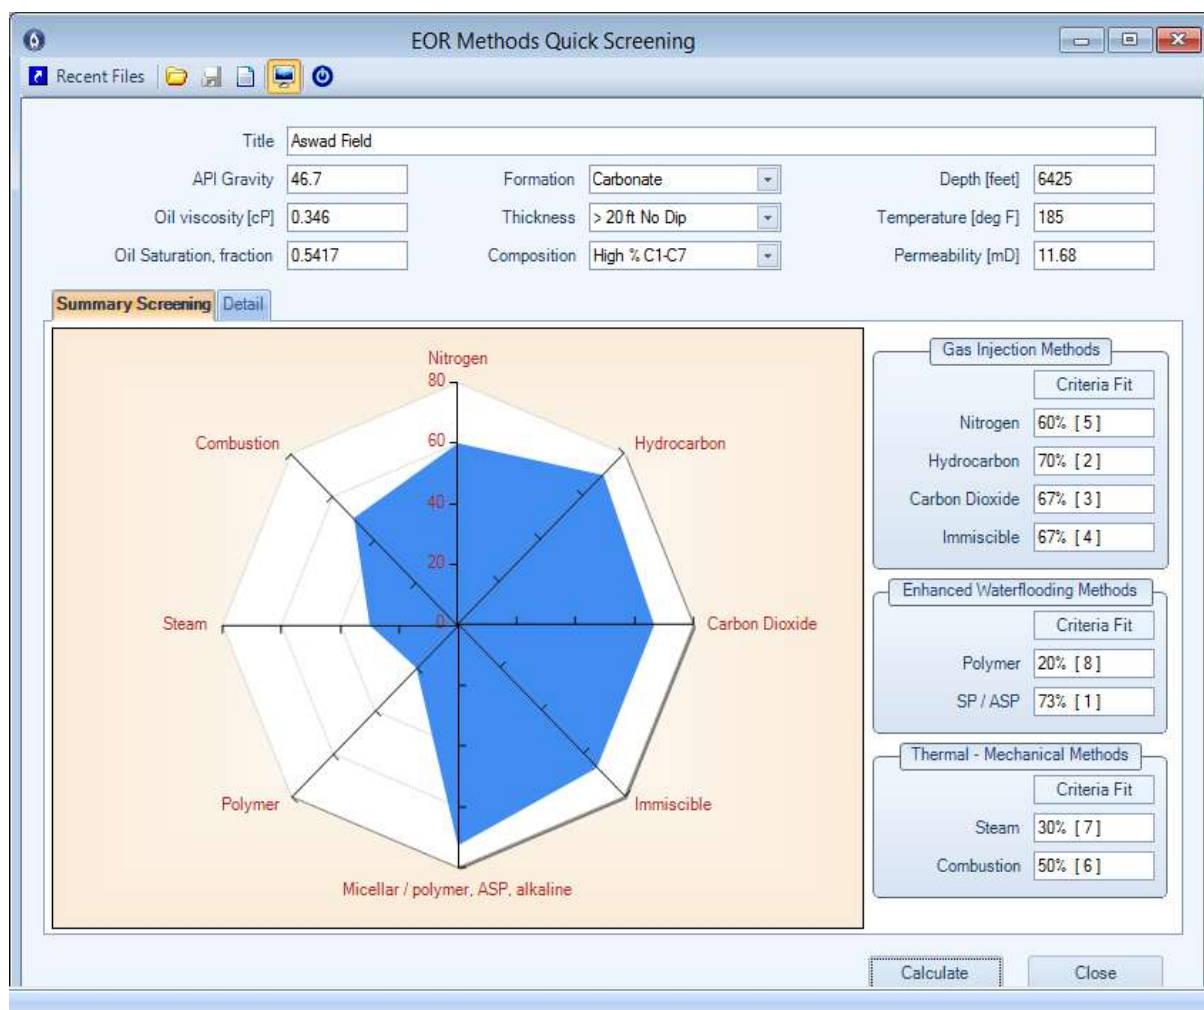 EOR Methods Quick Screening
Recent Files
Title Aswad Field
API Gravity 46.7 Formation Carbonate Depth [feet] 6425
Oil viscosity [cP] 0.346 Thickness > 20 ft No Dip Temperature [deg F] 185
Oil Saturation, fraction 0.5417 Composition High % C1-C7 Permeability [mD] 11.68
Summary Screening Detail
Nitrogen
80
60
40
20
0
Combustion
Hydrocarbon
Steam
Carbon Dioxide
Polymer
Immiscible
Micellar / polymer, ASP, alkaline
Gas Injection Methods
Criteria Fit
Nitrogen 60% [ 5 ]
Hydrocarbon 70% [ 2 ]
Carbon Dioxide 67% [ 3 ]
Immiscible 67% [ 4 ]
Enhanced Waterflooding Methods
Criteria Fit
Polymer 20% [ 8 ]
SP / ASP 73% [ 1 ]
Thermal - Mechanical Methods
Criteria Fit
Steam 30% [ 7 ]
Combustion 50% [ 6 ]
Calculate Close